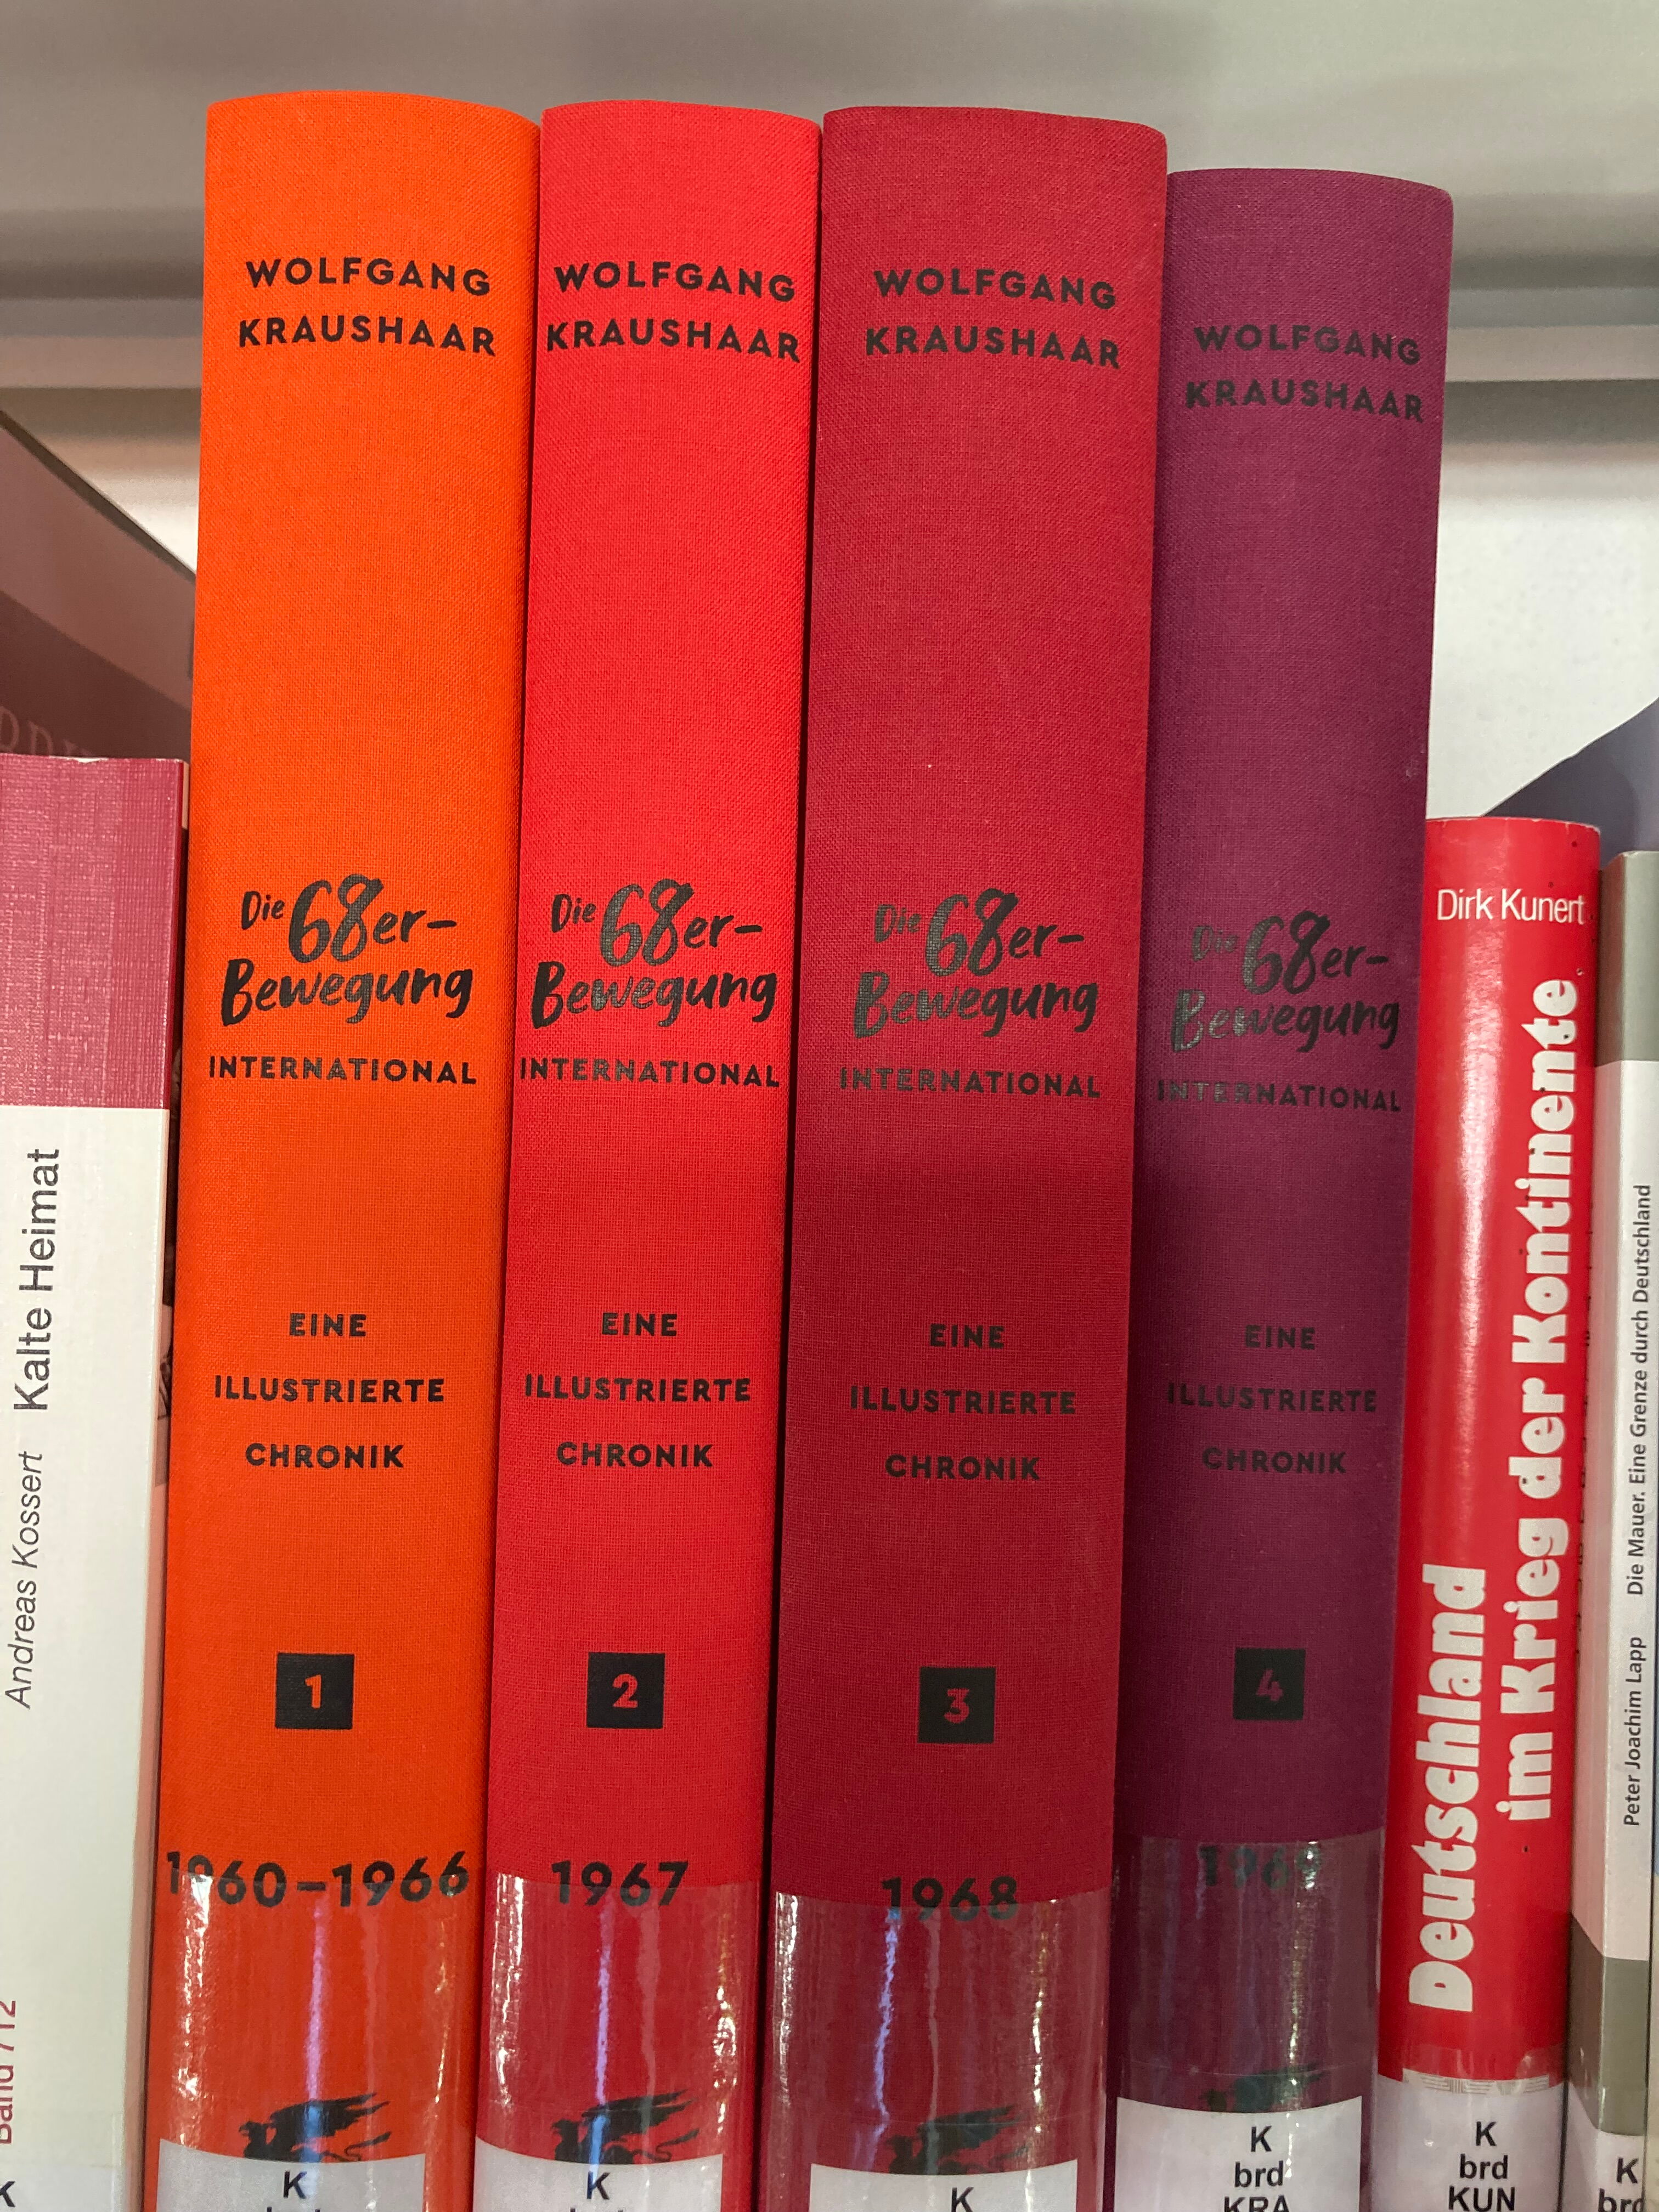 Andreas Kossert Kalte Heimat
WOLFGANG
KRAUSHAAR
Die 68er-
Bewegung
INTERNATIONAL
EINE
ILLUSTRIERTE
CHRONIK
1
1960–1966
K
WOLFGANG
KRAUSHAAR
Die 68er-
Bewegung
INTERNATIONAL
EINE
ILLUSTRIERTE
CHRONIK
2
1967
K
WOLFGANG
KRAUSHAAR
Die 68er-
Bewegung
INTERNATIONAL
EINE
ILLUSTRIERTE
CHRONIK
3
1968
K
WOLFGANG
KRAUSHAAR
Die 68er-
Bewegung
INTERNATIONAL
EINE
ILLUSTRIERTE
CHRONIK
4
1969
K
brd
KRA
Dirk Kunert
Deutschland
im Krieg der Kontinente
K
brd
KUN
Peter Joachim Lapp Die Mauer. Eine Grenze durch Deutschland
K
brd